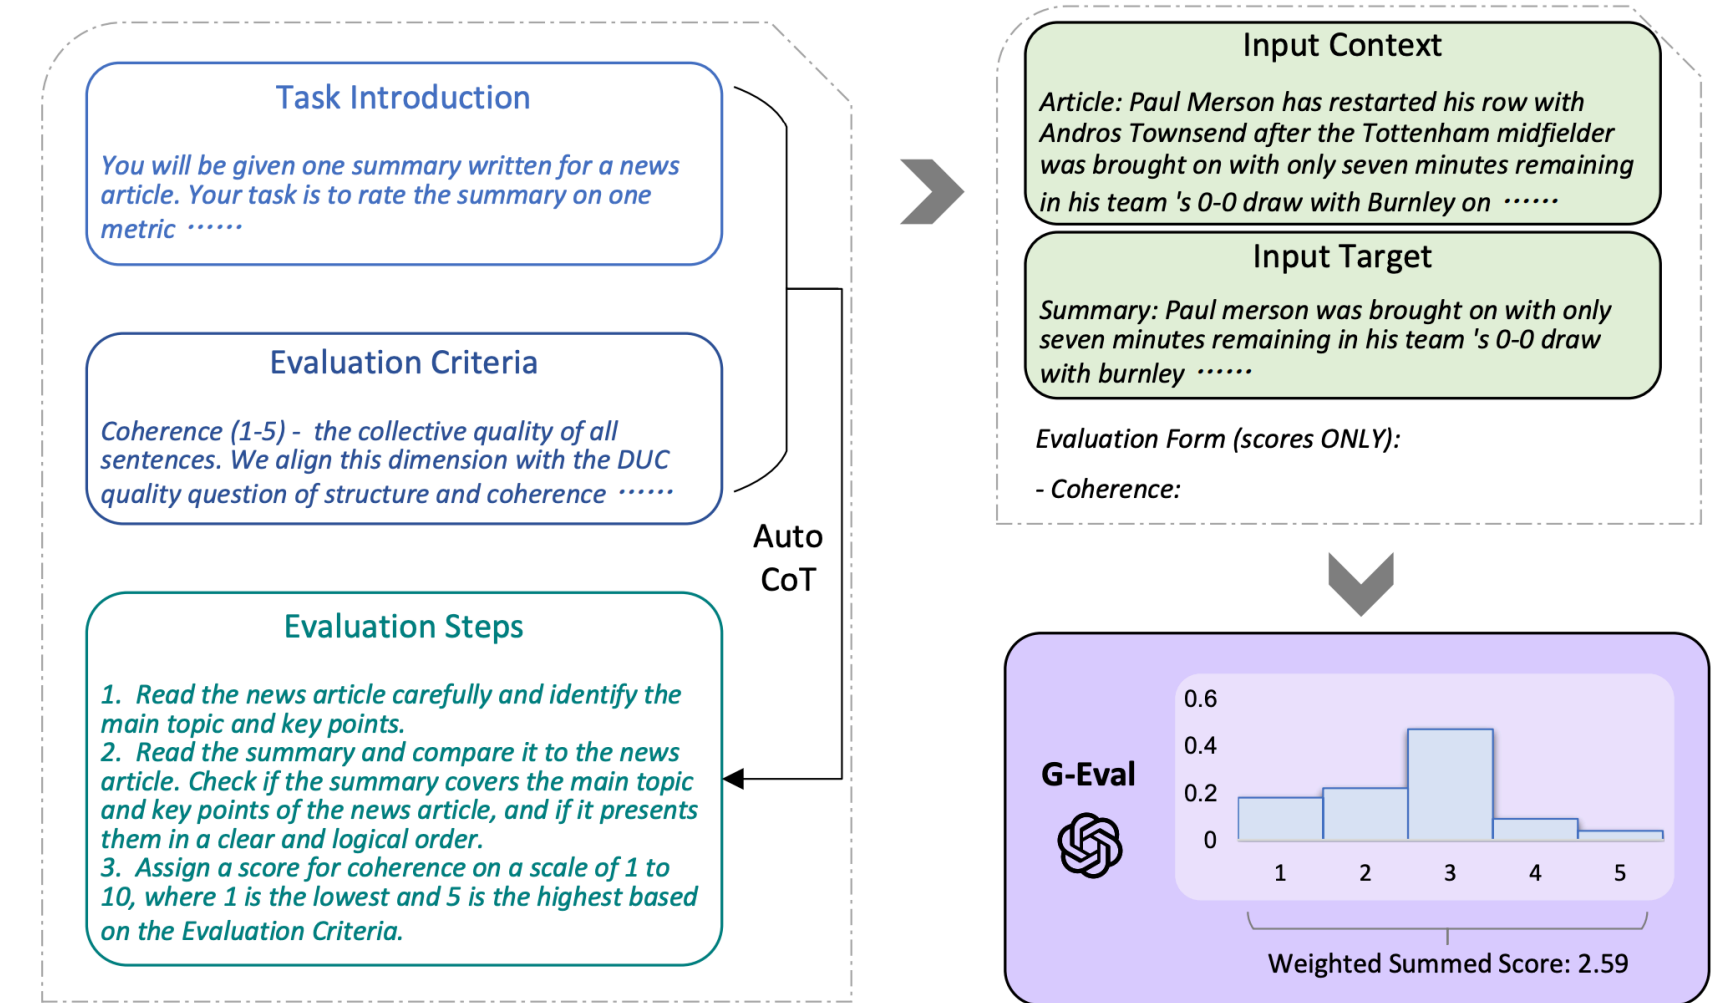 Task Introduction
You will be given one summary written for a news
article. Your task is to rate the summary on one
metric ······
Evaluation Criteria
Coherence (1-5) - the collective quality of all
sentences. We align this dimension with the DUC
quality question of structure and coherence ······
Auto
CoT
Evaluation Steps
1. Read the news article carefully and identify the
main topic and key points.
2. Read the summary and compare it to the news
article. Check if the summary covers the main topic
and key points of the news article, and if it presents
them in a clear and logical order.
3. Assign a score for coherence on a scale of 1 to
10, where 1 is the lowest and 5 is the highest based
on the Evaluation Criteria.
Input Context
Article: Paul Merson has restarted his row with
Andros Townsend after the Tottenham midfielder
was brought on with only seven minutes remaining
in his team 's 0-0 draw with Burnley on ······
Input Target
Summary: Paul merson was brought on with only
seven minutes remaining in his team 's 0-0 draw
with burnley ······
Evaluation Form (scores ONLY):
- Coherence:
G-Eval
0.6
0.4
0.2
0
1 2 3 4 5
Weighted Summed Score: 2.59